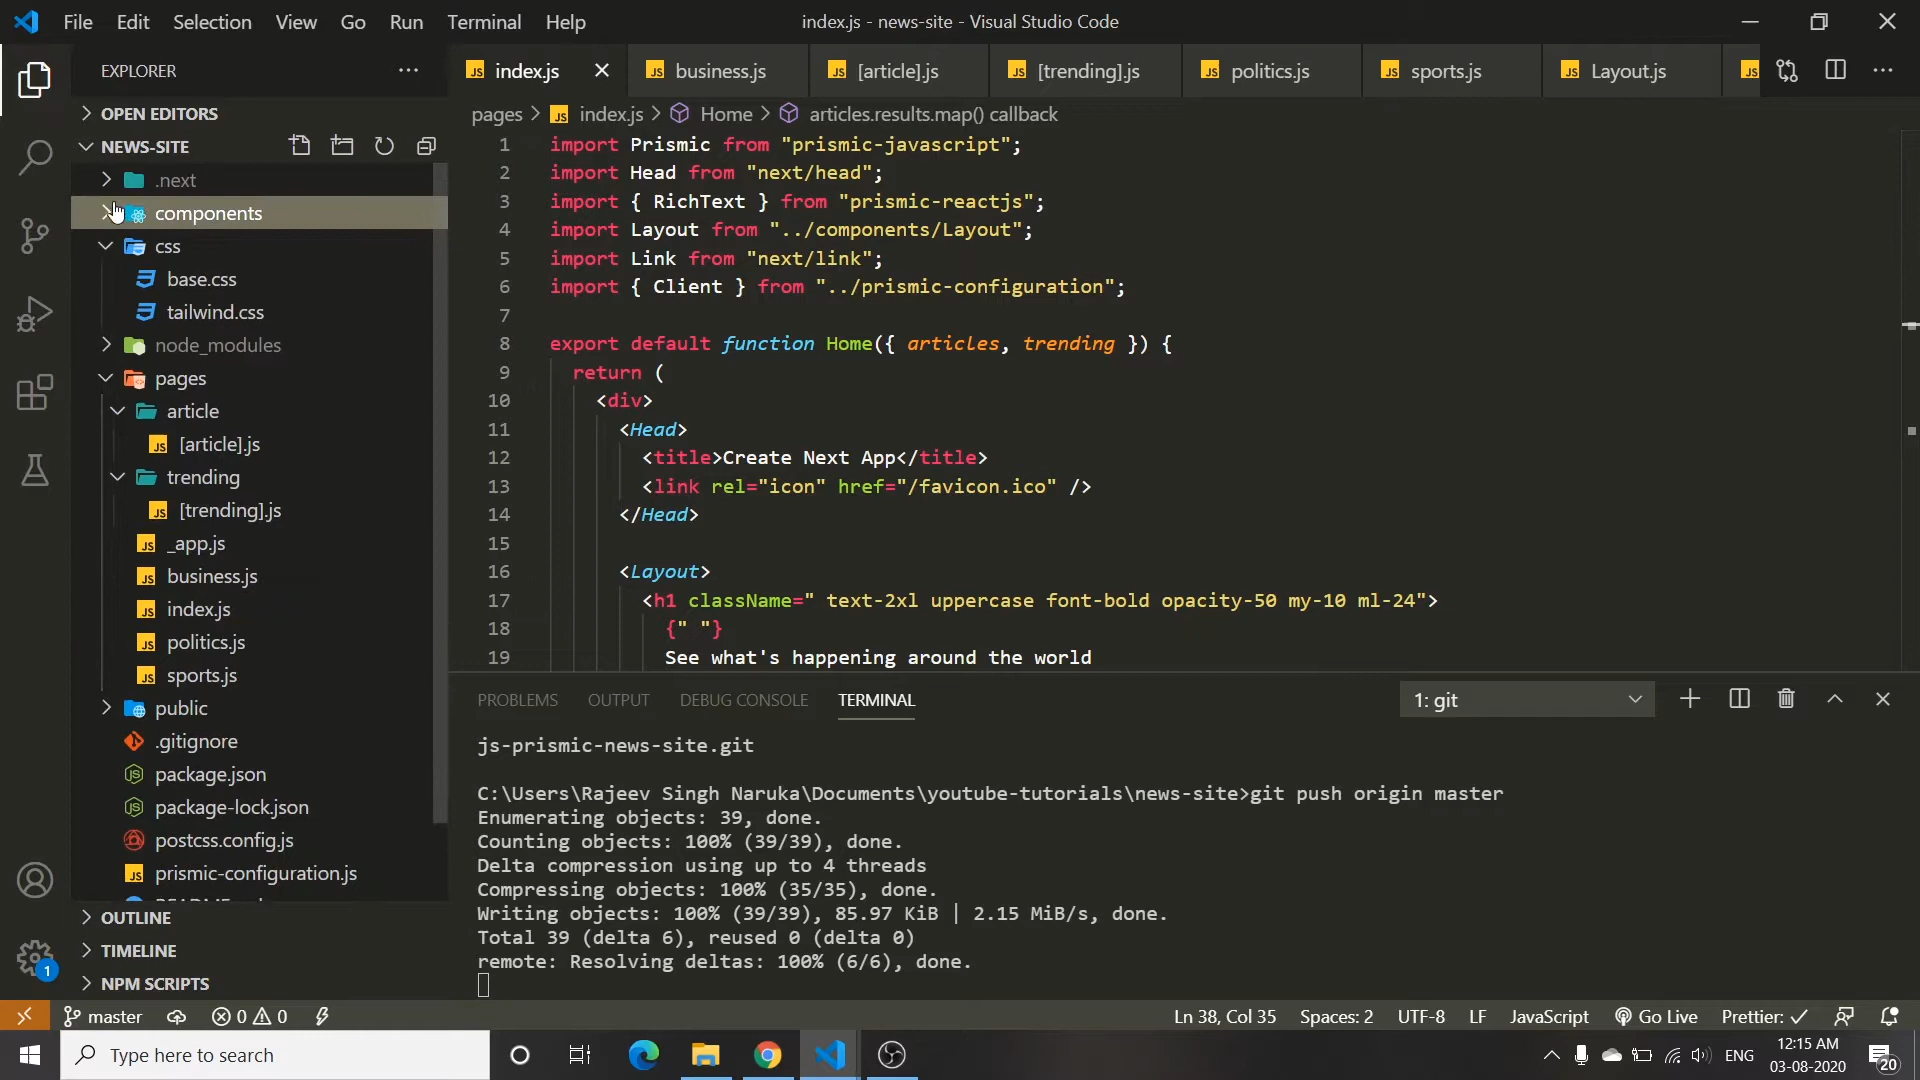 File Edit Selection View Go Run Terminal Help
index.js - news-site - Visual Studio Code
EXPLORER
OPEN EDITORS
NEWS-SITE
.next
components
css
base.css
tailwind.css
node_modules
pages
article
[article].js
trending
[trending].js
_app.js
business.js
index.js
politics.js
sports.js
public
.gitignore
package.json
package-lock.json
postcss.config.js
prismic-configuration.js
OUTLINE
TIMELINE
NPM SCRIPTS
index.js business.js [article].js [trending].js politics.js sports.js Layout.js
pages > index.js > Home > articles.results.map() callback
1 import Prismic from "prismic-javascript";
2 import Head from "next/head";
3 import { RichText } from "prismic-reactjs";
4 import Layout from "../components/Layout";
5 import Link from "next/link";
6 import { Client } from "../prismic-configuration";
7
8 export default function Home({ articles, trending }) {
9 return (
10 <div>
11 <Head>
12 <title>Create Next App</title>
13 <link rel="icon" href="/favicon.ico" />
14 </Head>
15
16 <Layout>
17 <h1 className=" text-2xl uppercase font-bold opacity-50 my-10 ml-24">
18 {" "}
19 See what's happening around the world
PROBLEMS OUTPUT DEBUG CONSOLE TERMINAL
1: git
js-prismic-news-site.git
C:\Users\Rajeev Singh Naruka\Documents\youtube-tutorials\news-site>git push origin master
Enumerating objects: 39, done.
Counting objects: 100% (39/39), done.
Delta compression using up to 4 threads
Compressing objects: 100% (35/35), done.
Writing objects: 100% (39/39), 85.97 KiB | 2.15 MiB/s, done.
Total 39 (delta 6), reused 0 (delta 0)
remote: Resolving deltas: 100% (6/6), done.
1
master 0 0 Ln 38, Col 35 Spaces: 2 UTF-8 LF JavaScript Go Live Prettier: ✓
Type here to search
ENG
12:15 AM
03-08-2020
20